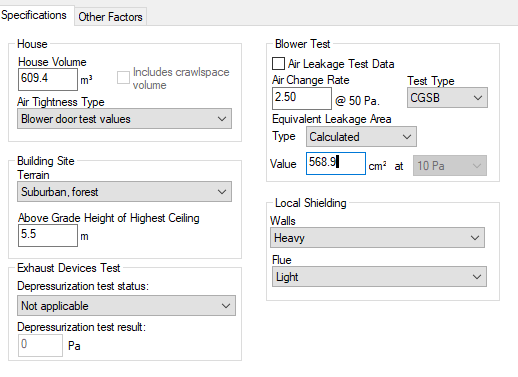 Specifications Other Factors
House
House Volume
609.4 m³ Includes crawlspace volume
Air Tightness Type
Blower door test values
Building Site
Terrain
Suburban, forest
Above Grade Height of Highest Ceiling
5.5 m
Exhaust Devices Test
Depressurization test status:
Not applicable
Depressurization test result:
0 Pa
Blower Test
Air Leakage Test Data
Air Change Rate Test Type
2.50 @ 50 Pa. CGSB
Equivalent Leakage Area
Type Calculated
Value 568.9 cm² at 10 Pa
Local Shielding
Walls
Heavy
Flue
Light